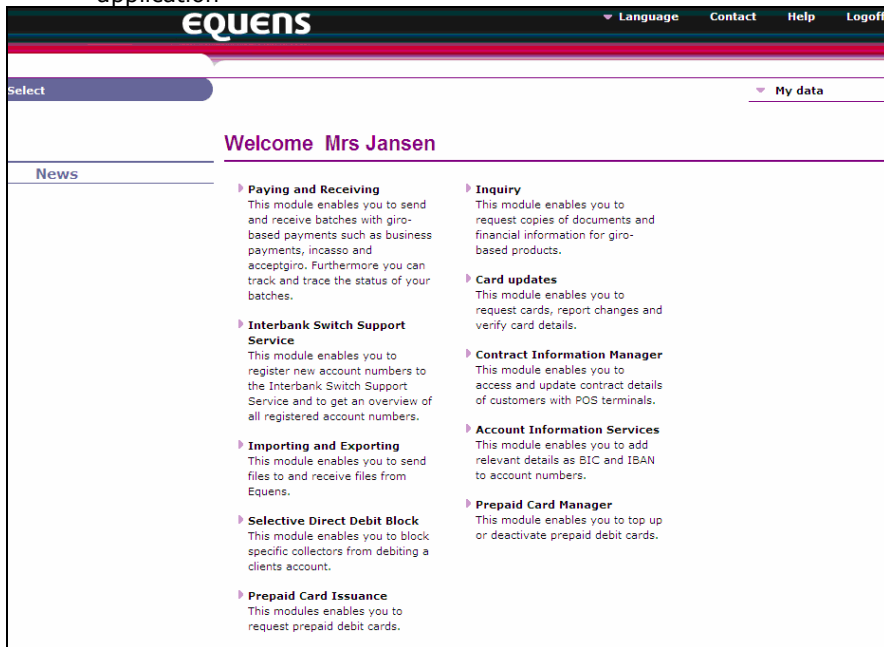 application
EQUENS
Language Contact Help Logoff
Select
My data
Welcome Mrs Jansen
News
Paying and Receiving
This module enables you to send
and receive batches with giro-
based payments such as business
payments, incasso and
acceptgiro. Furthermore you can
track and trace the status of your
batches.
Interbank Switch Support
Service
This module enables you to
register new account numbers to
the Interbank Switch Support
Service and to get an overview of
all registered account numbers.
Importing and Exporting
This module enables you to send
files to and receive files from
Equens.
Selective Direct Debit Block
This module enables you to block
specific collectors from debiting a
clients account.
Prepaid Card Issuance
This modules enables you to
request prepaid debit cards.
Inquiry
This module enables you to
request copies of documents and
financial information for giro-
based products.
Card updates
This module enables you to
request cards, report changes and
verify card details.
Contract Information Manager
This module enables you to
access and update contract details
of customers with POS terminals.
Account Information Services
This module enables you to add
relevant details as BIC and IBAN
to account numbers.
Prepaid Card Manager
This module enables you to top up
or deactivate prepaid debit cards.